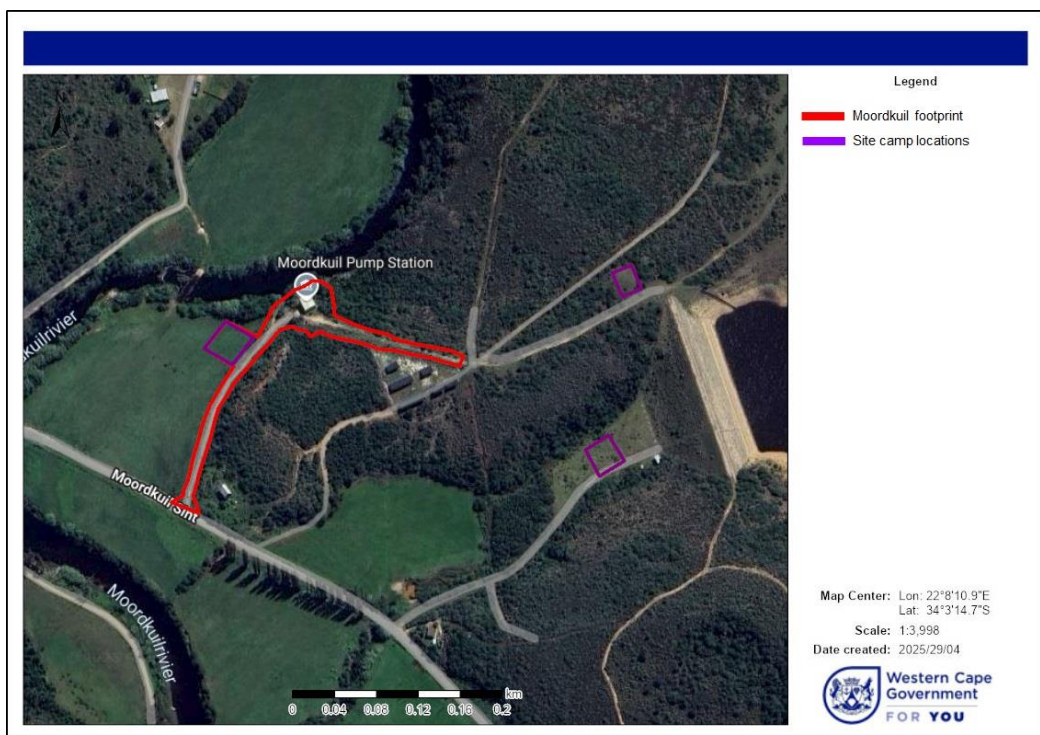 Legend
Moordkuil footprint
Site camp locations
Moordkuil Pump Station
kuilrivier
Moordkuil Sint
Moordkuilrivier
km
0 0.04 0.08 0.12 0.16 0.2
Map Center: Lon: 22°8'10.9"E
Lat: 34°3'14.7"S
Scale: 1:3,998
Date created: 2025/29/04
Western Cape
Government
FOR YOU